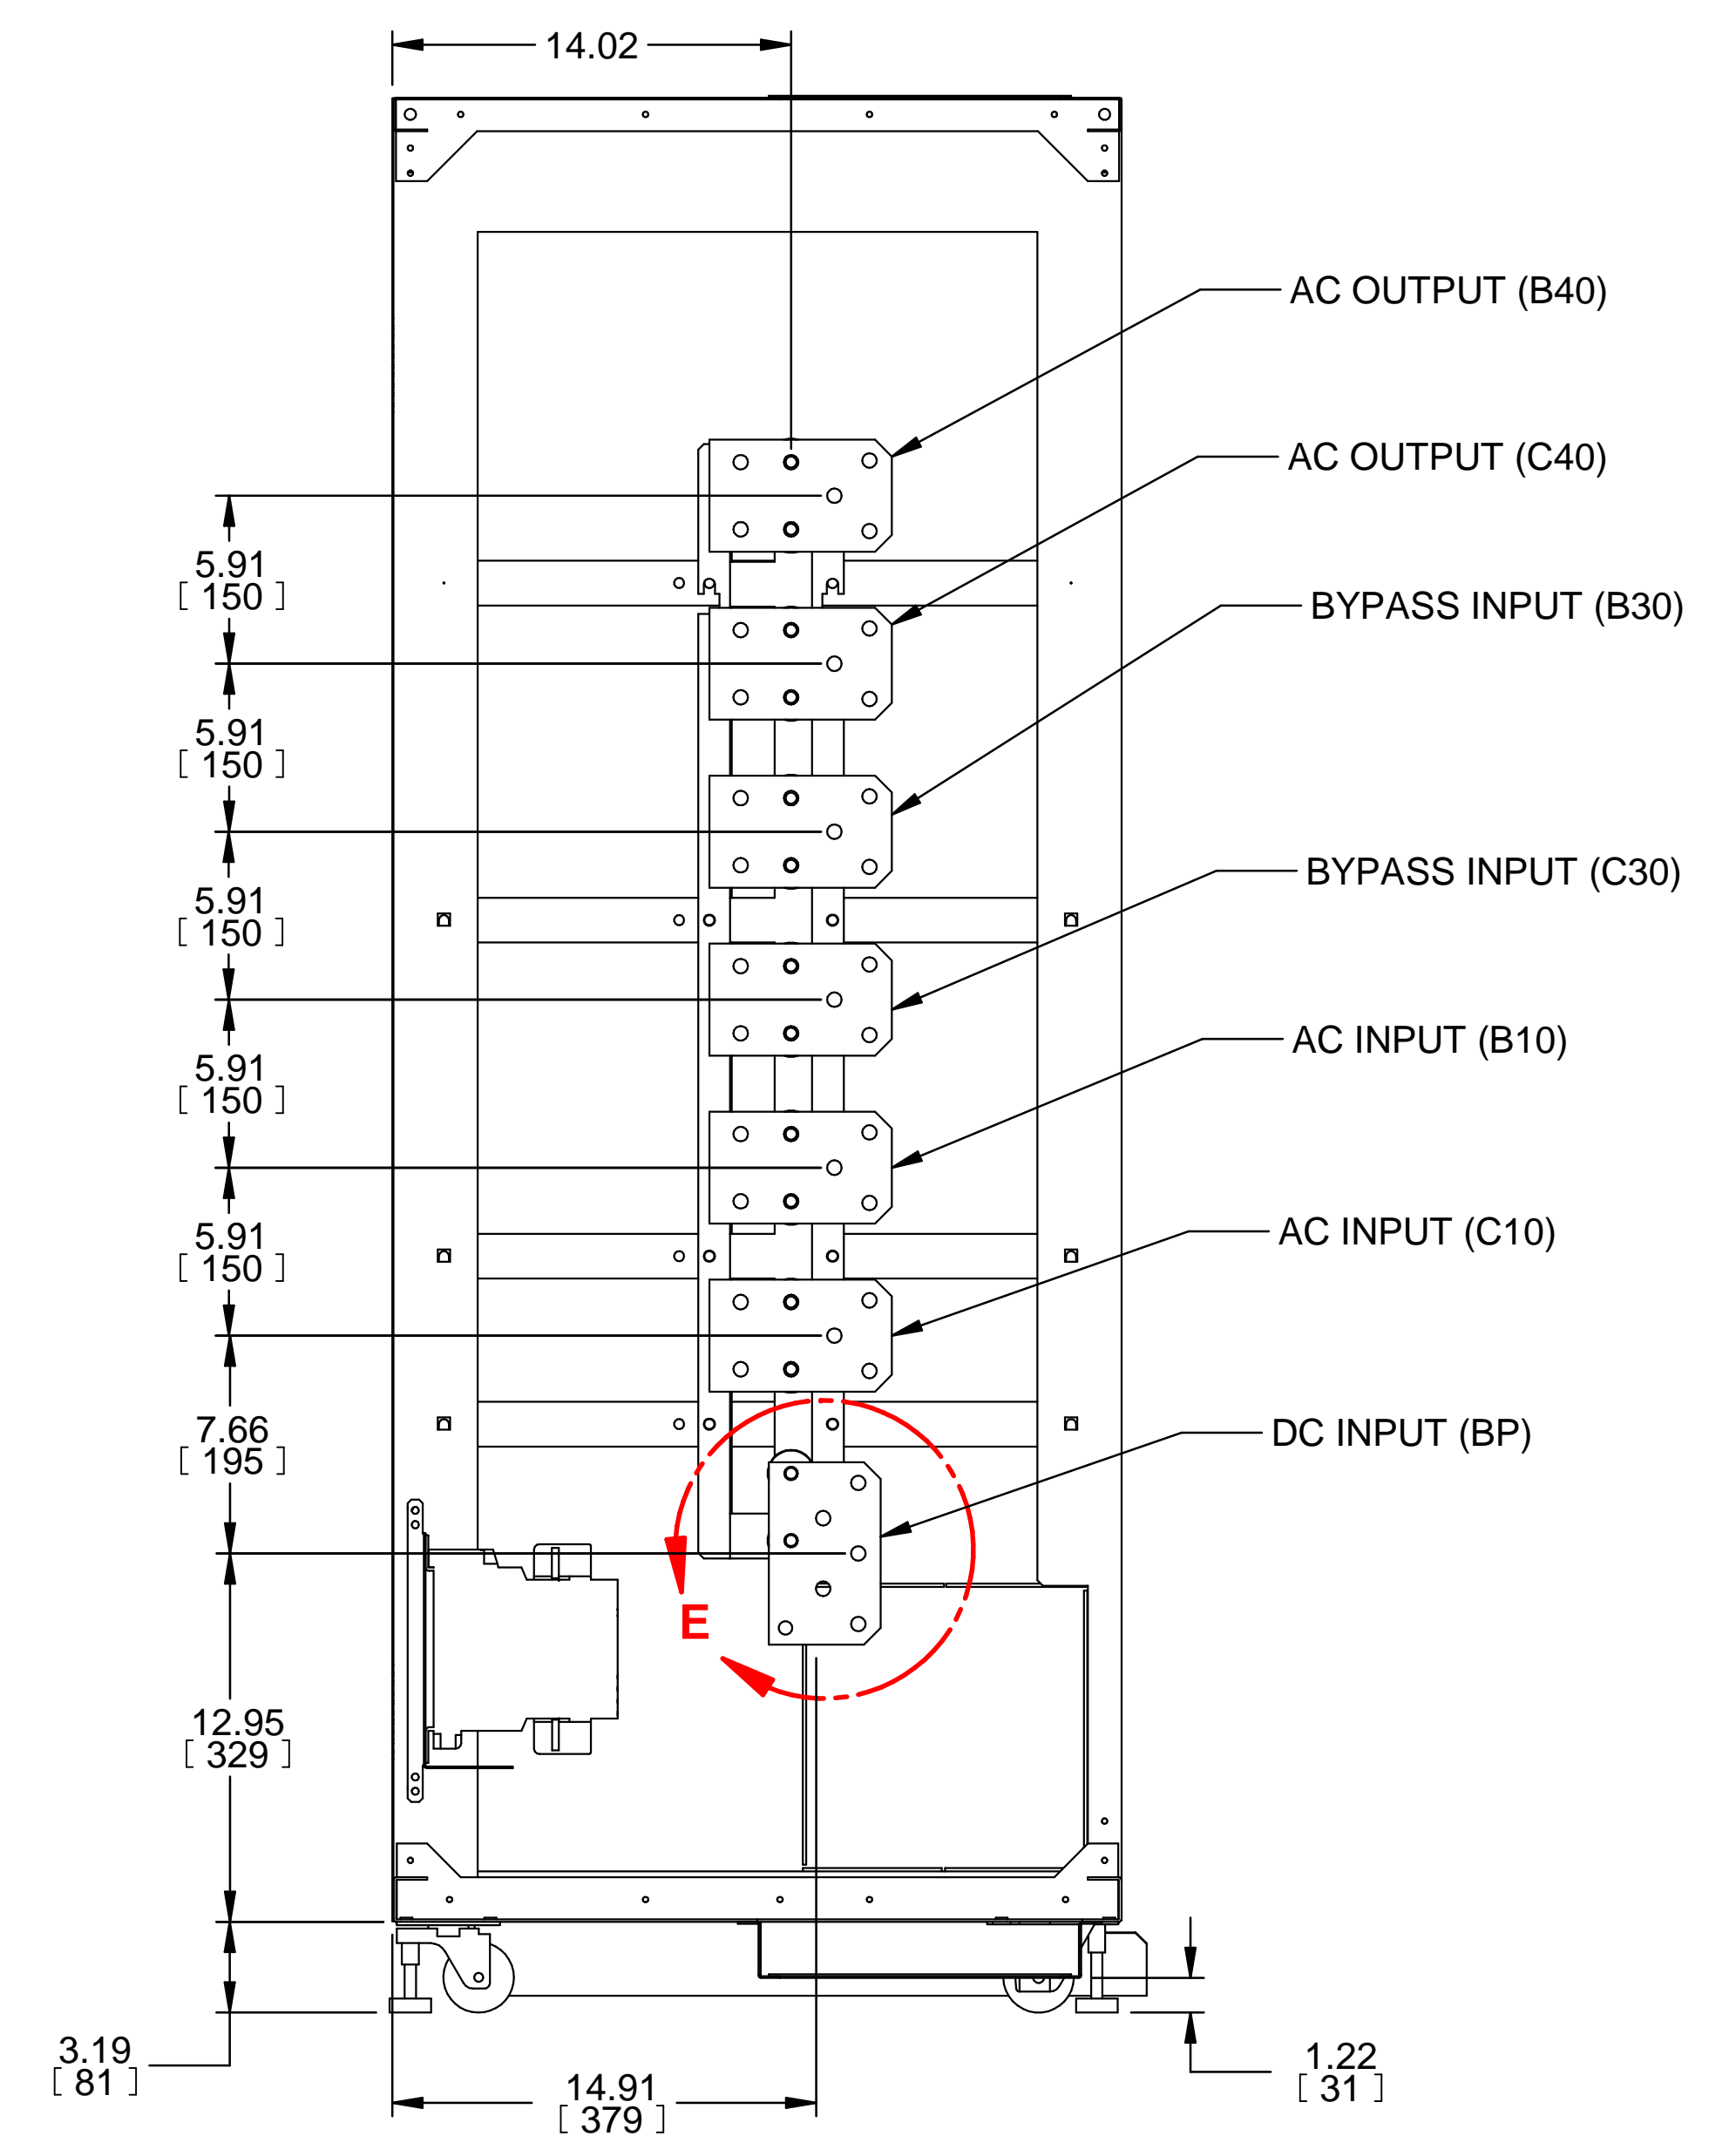 14.02
AC OUTPUT (B40)
AC OUTPUT (C40)
5.91
[ 150 ]
BYPASS INPUT (B30)
5.91
[ 150 ]
BYPASS INPUT (C30)
5.91
[ 150 ]
AC INPUT (B10)
5.91
[ 150 ]
AC INPUT (C10)
5.91
[ 150 ]
DC INPUT (BP)
7.66
[ 195 ]
E
12.95
[ 329 ]
3.19
[ 81 ]
1.22
[ 31 ]
14.91
[ 379 ]